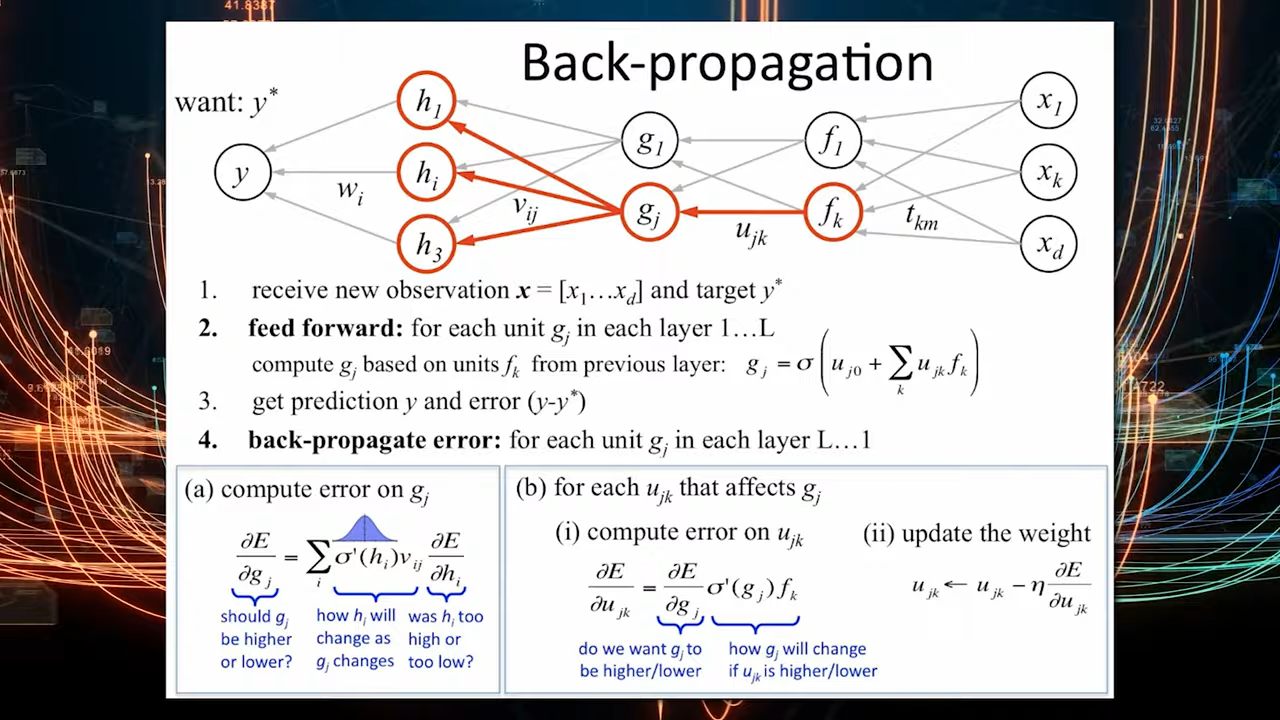 41.8387
Back-propagation
want: y*
h1
x1
g1
f1
32.0827
62.4455
y
hi
xk
wi
vij
gj
fk
tkm
ujk
h3
xd
1. receive new observation x = [x1…xd] and target y*
2. feed forward: for each unit gj in each layer 1…L
compute gj based on units fk from previous layer: gj = σ(uj0 + ∑k ujk fk)
3. get prediction y and error (y-y*)
4. back-propagate error: for each unit gj in each layer L…1
(a) compute error on gj
∂E/∂gj = ∑i σ'(hi)vij ∂E/∂hi
should gj
be higher
or lower?
how hi will
change as
gj changes
was hi too
high or
too low?
(b) for each ujk that affects gj
(i) compute error on ujk
∂E/∂ujk = ∂E/∂gj σ'(gj) fk
do we want gj to
be higher/lower
how gj will change
if ujk is higher/lower
(ii) update the weight
ujk ← ujk − η ∂E/∂ujk